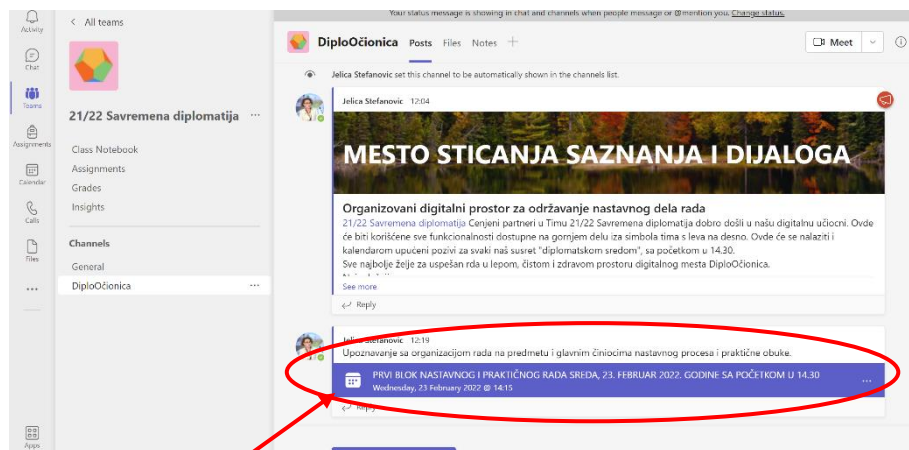 Your status message is showing in chat and channels when people message or @mention you. Change status.
Activity
Chat
Teams
Assignments
Calendar
Calls
Files
Apps
All teams
21/22 Savremena diplomatija
Class Notebook
Assignments
Grades
Insights
Channels
General
DiploOčionica
DiploOčionica Posts Files Notes
Meet
Jelica Stefanovic set this channel to be automatically shown in the channels list.
Jelica Stefanovic 12:04
MESTO STICANJA SAZNANJA I DIJALOGA
Organizovani digitalni prostor za održavanje nastavnog dela rada
21/22 Savremena diplomatija Cenjeni partneri u Timu 21/22 Savremena diplomatija dobro došli u našu digitalnu učiocni. Ovde
će biti korišćene sve funkcionalnosti dostupne na gornjem delu iza simbola tima s leva na desno. Ovde će se nalaziti i
kalendarom upućeni pozivi za svaki naš susret "diplomatskom sredom", sa početkom u 14.30.
Sve najbolje želje za uspešan rda u lepom, čistom i zdravom prostoru digitalnog mesta DiploOčionica.
See more
Reply
Jelica Stefanovic 12:19
Upoznavanje sa organizacijom rada na predmetu i glavnim činiocima nastavnog procesa i praktične obuke.
PRVI BLOK NASTAVNOG I PRAKTIČNOG RADA SREDA, 23. FEBRUAR 2022. GODINE SA POČETKOM U 14.30
Wednesday, 23 February 2022 @ 14:15
Reply